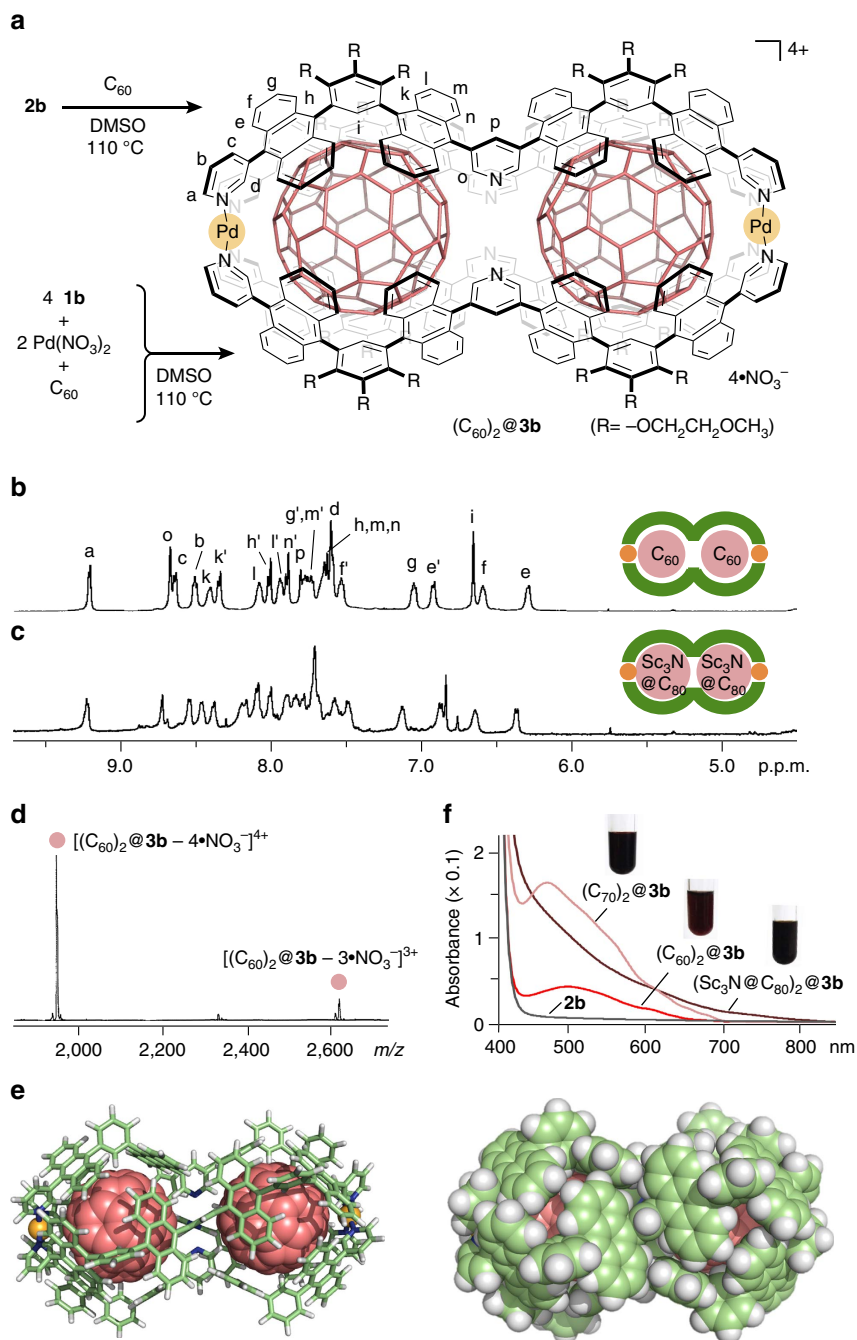 a
4+
R R R R R R
g l
f m
h k
2b C60 n p
DMSO e i
110 °C c
b o
N
d
a N N
Pd Pd
N N
N
4 1b
+
2 Pd(NO3)2
+
C60
DMSO
110 °C
R R R R R R
4•NO3−
(C60)2@3b (R= –OCH2CH2OCH3)
b
a o c b k k' l h' l' n' p g',m' d h,m,n f' g e' i f e
C60 C60
c
Sc3N @C80 Sc3N @C80
9.0 8.0 7.0 6.0 5.0 p.p.m.
d
[(C60)2@3b – 4•NO3−]4+
[(C60)2@3b – 3•NO3−]3+
2,000 2,200 2,400 2,600 m/z
f
Absorbance (× 0.1)
2
1
0
(C70)2@3b
(C60)2@3b
(Sc3N@C80)2@3b
2b
400 500 600 700 800 nm
e